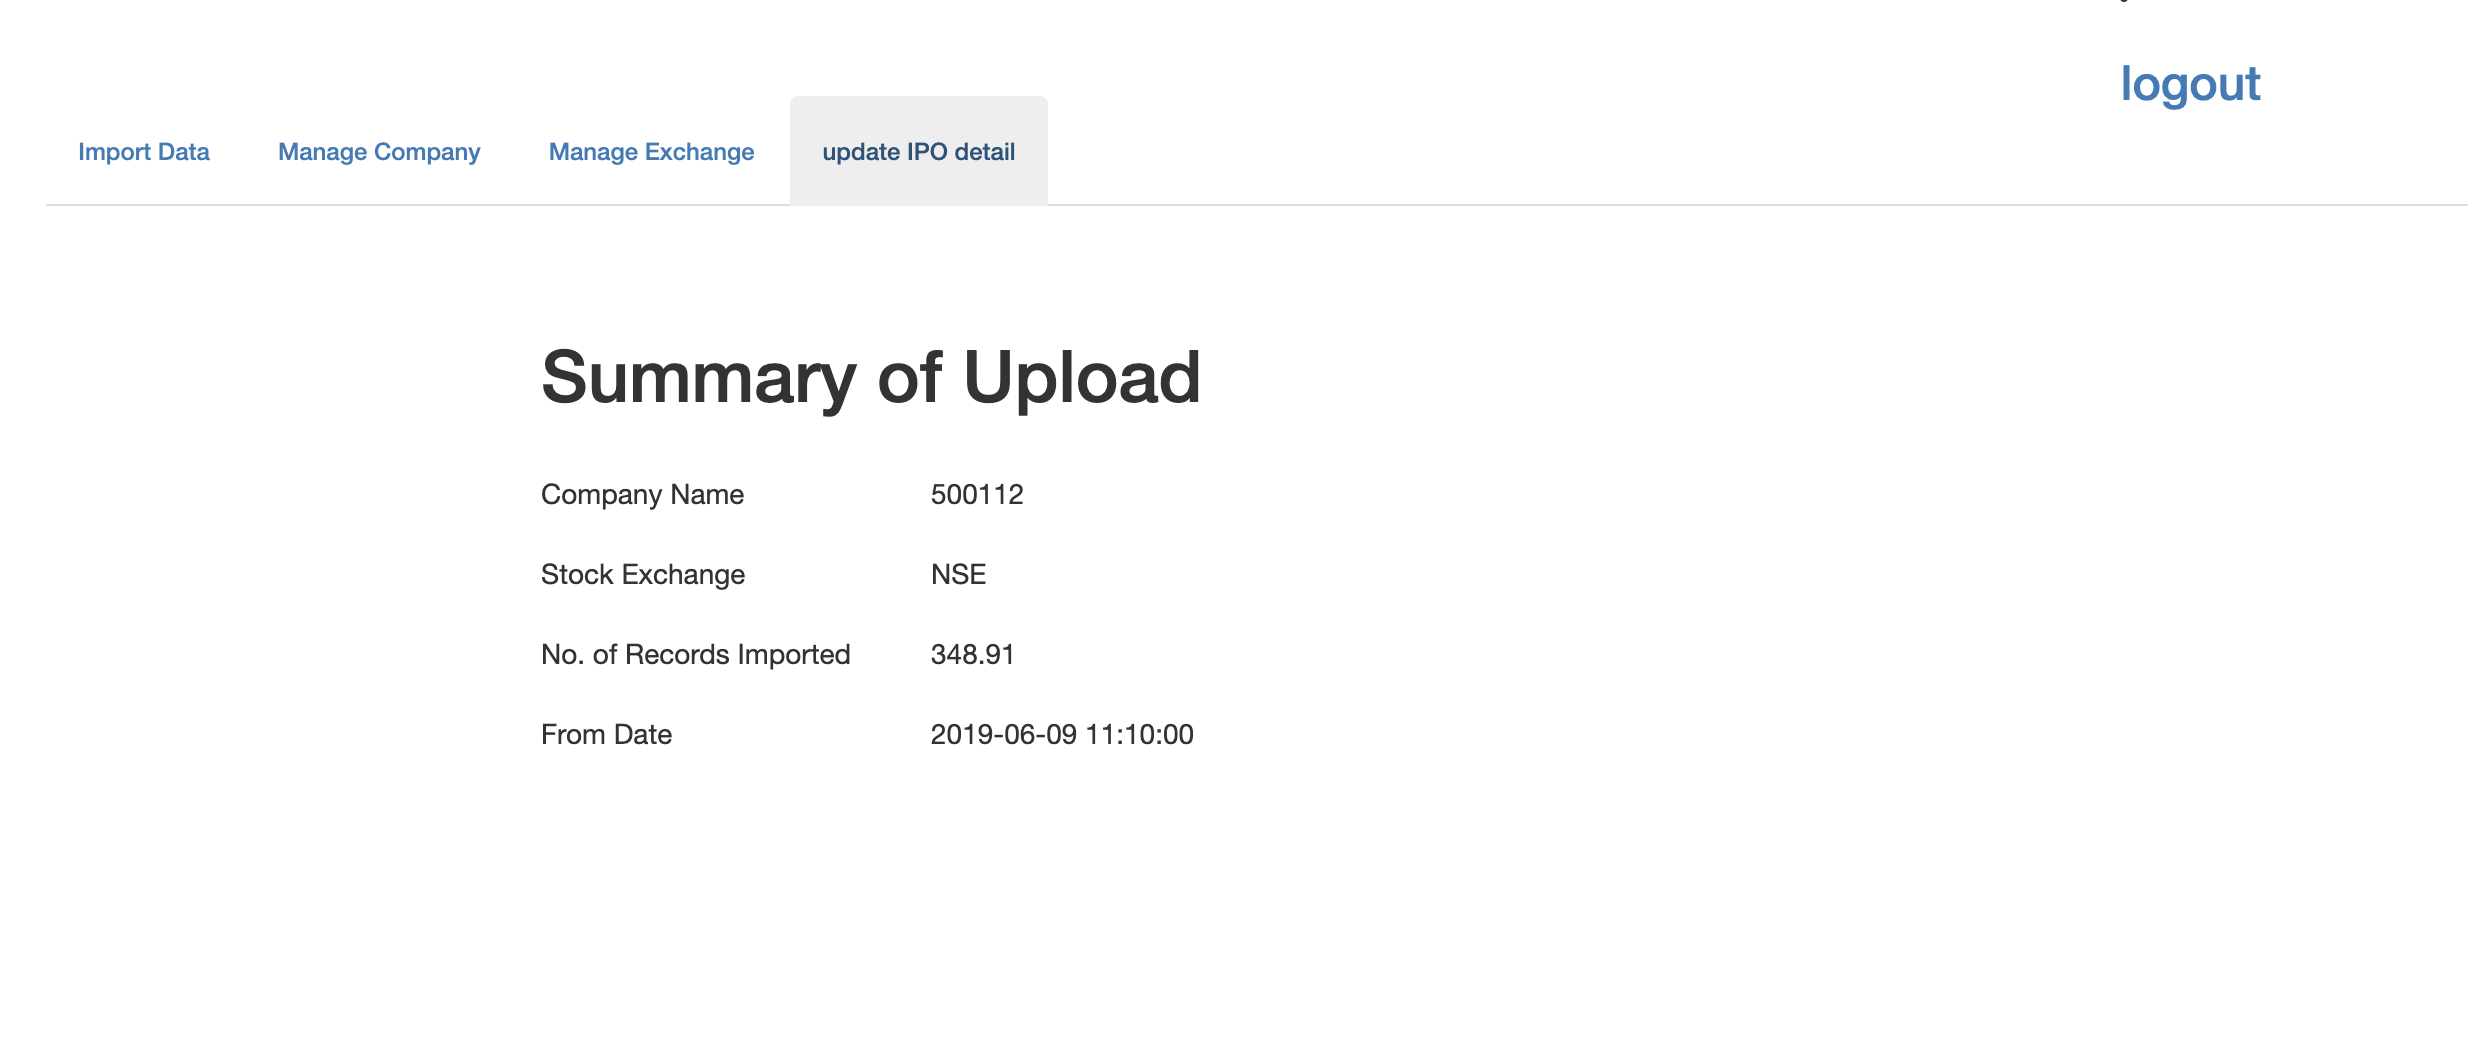 logout
Import Data Manage Company Manage Exchange update IPO detail
Summary of Upload
Company Name 500112
Stock Exchange NSE
No. of Records Imported 348.91
From Date 2019-06-09 11:10:00